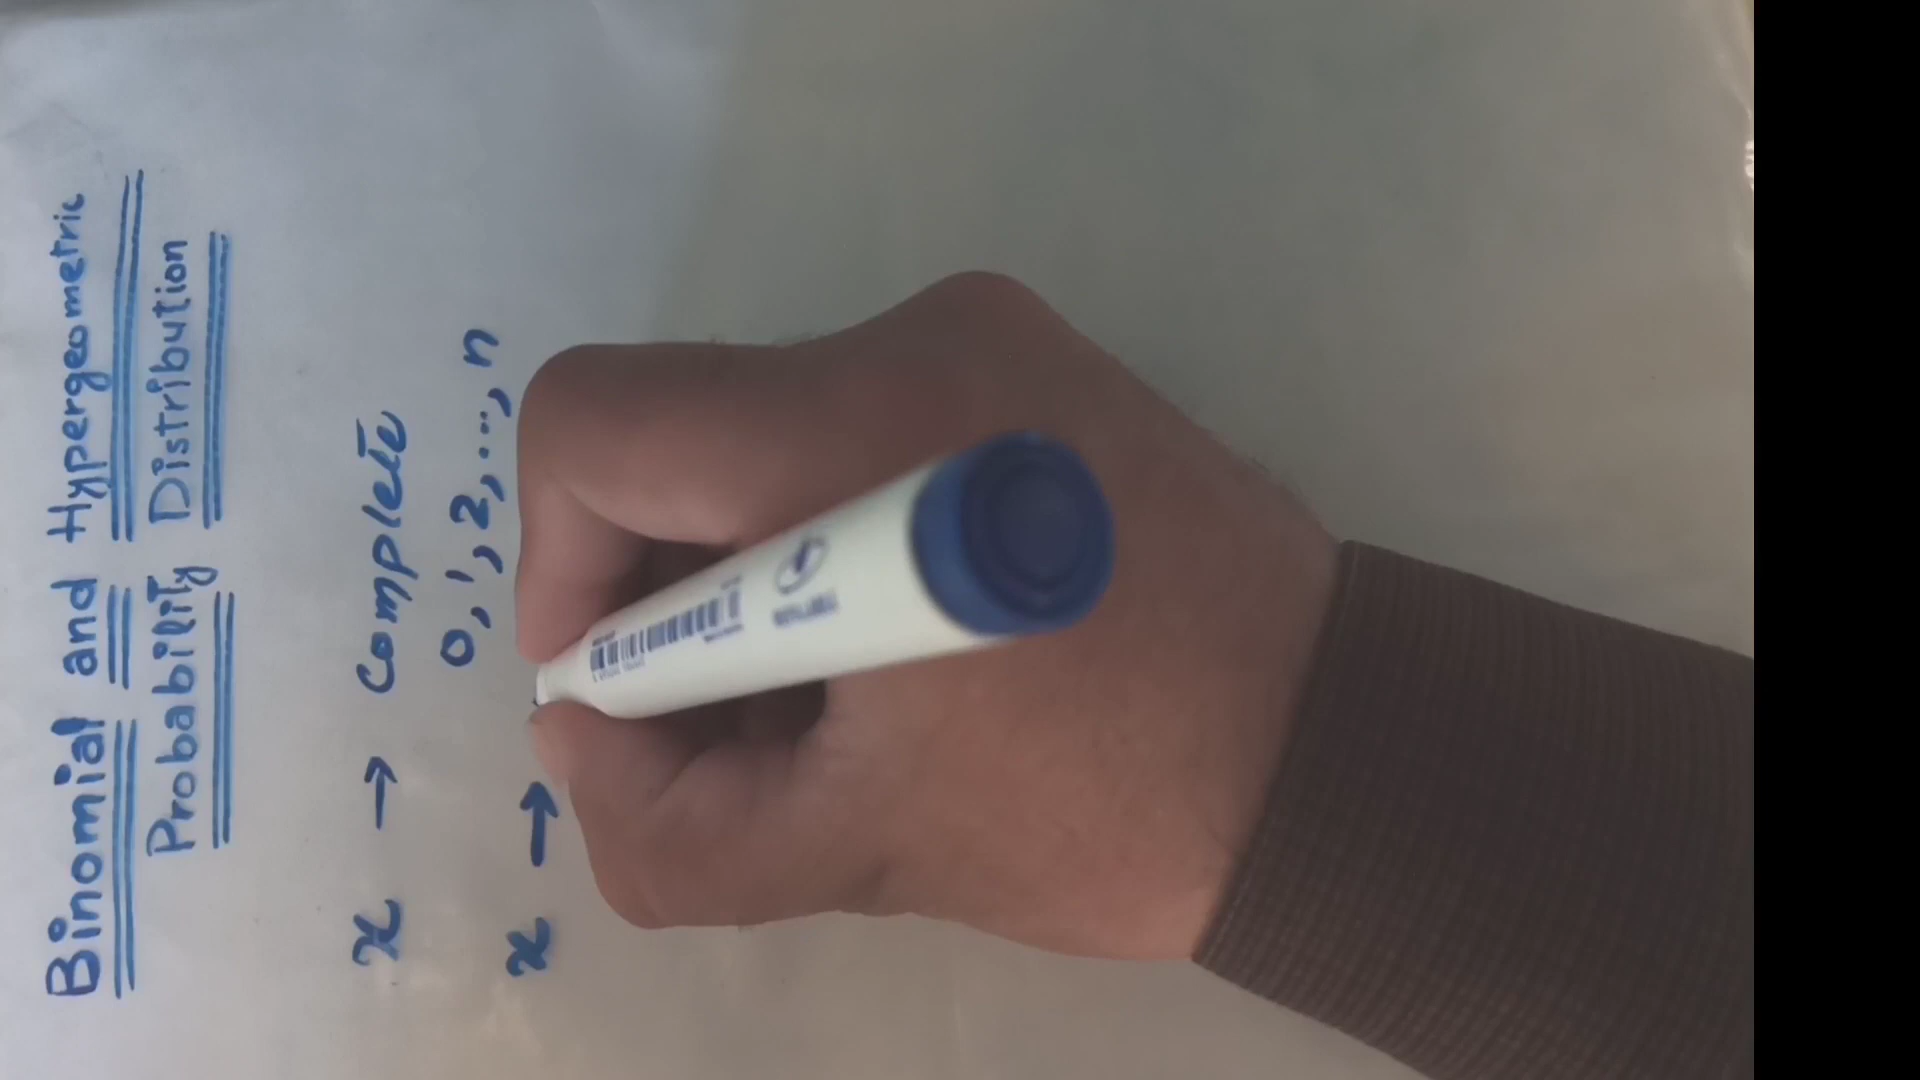 Binomial and Hypergeometric
Probability Distribution
x → Complete
0, 1, 2, ..., n
x →